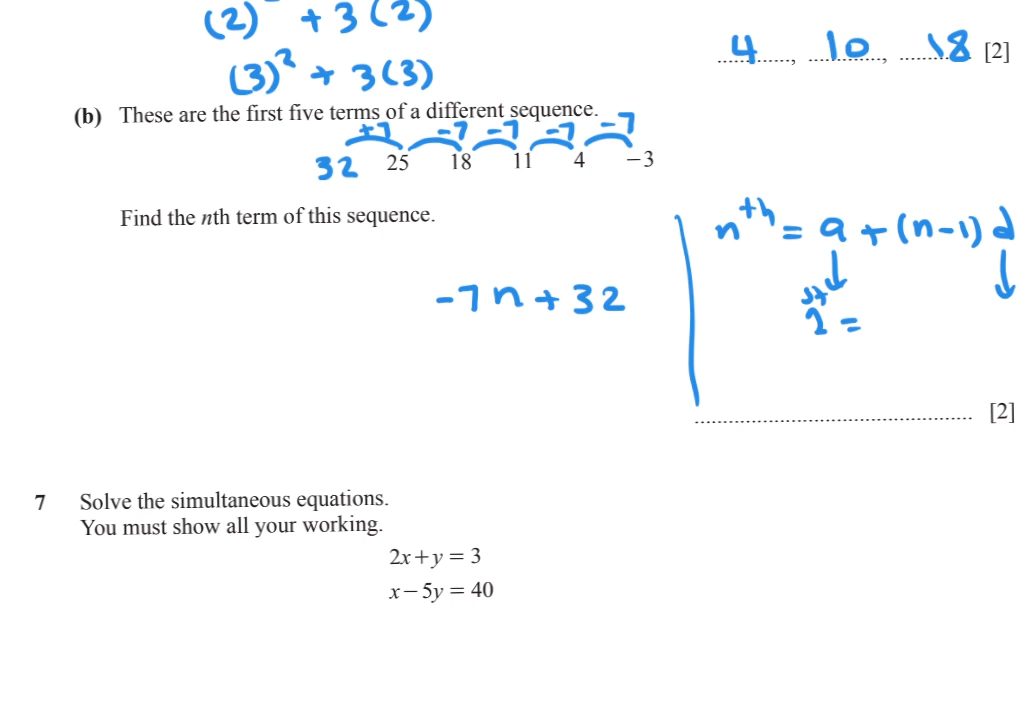 (2)² + 3(2)
(3)² + 3(3)
4, 10, 18 [2]
(b) These are the first five terms of a different sequence.
+7 -7 -7 -7 -7
32 25 18 11 4 −3
Find the nth term of this sequence.
nᵗʰ = a + (n-1)d
-7n + 32
1st =
[2]
7 Solve the simultaneous equations.
You must show all your working.
2x + y = 3
x − 5y = 40